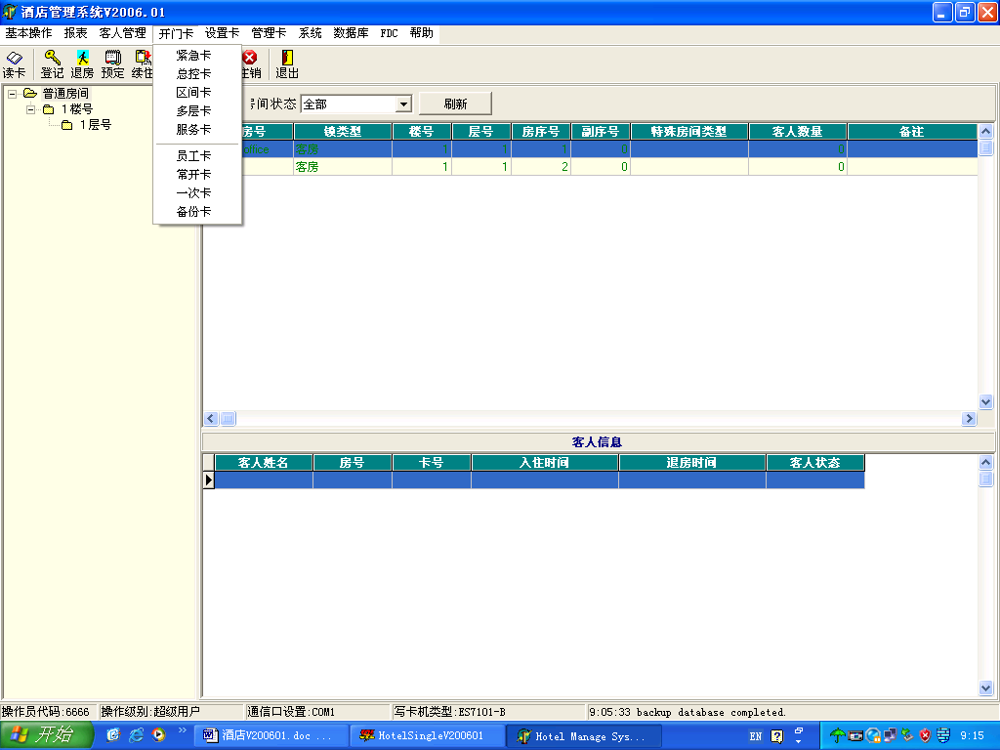 酒店管理系统V2006.01
基本操作 报表 客人管理 开门卡 设置卡 管理卡 系统 数据库 FDC 帮助
读卡 登记 退房 预定 续住 注销 退出
紧急卡
总控卡
区间卡
多层卡
服务卡
员工卡
常开卡
一次卡
备份卡
普通房间
1楼号
1层号
房间状态 全部 刷新
房号 锁类型 楼号 层号 房序号 副序号 特殊房间类型 客人数量 备注
office 客房 1 1 1 0 0
客房 1 1 2 0 0
客人信息
客人姓名 房号 卡号 入住时间 退房时间 客人状态
操作员代码:6666 操作级别:超级用户 通信口设置:COM1 写卡机类型:ES7101-B 9:05:33 backup database completed.
开始 酒店V200601.doc ... HotelSingleV200601 Hotel Manage Sys... EN 9:15